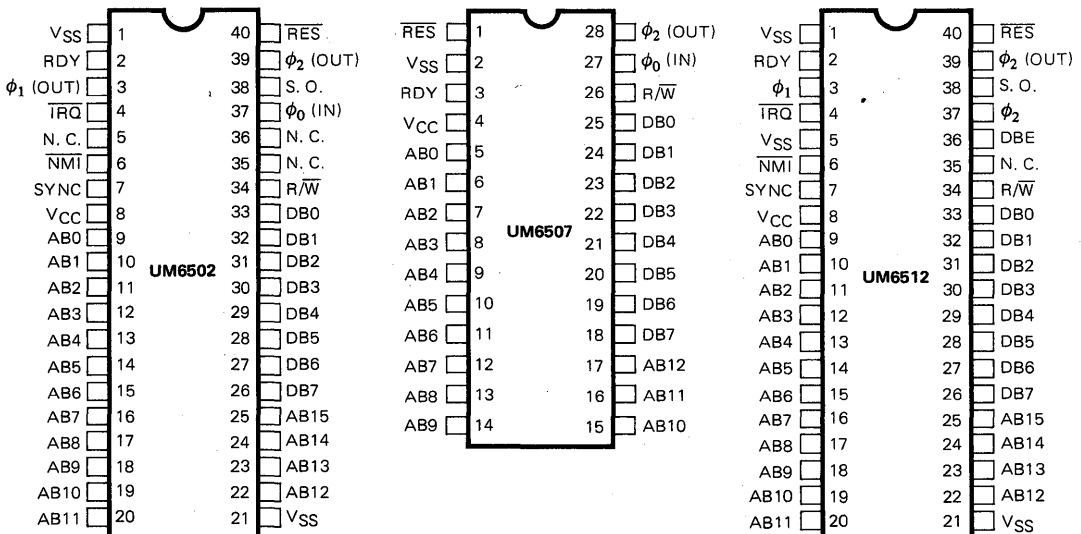 VSS 1 40 R̅E̅S̅
RDY 2 39 ϕ2 (OUT)
ϕ1 (OUT) 3 38 S. O.
I̅R̅Q̅ 4 37 ϕ0 (IN)
N. C. 5 36 N. C.
N̅M̅I̅ 6 35 N. C.
SYNC 7 34 R/W̅
VCC 8 33 DB0
AB0 9 32 DB1
AB1 10 31 DB2
UM6502
AB2 11 30 DB3
AB3 12 29 DB4
AB4 13 28 DB5
AB5 14 27 DB6
AB6 15 26 DB7
AB7 16 25 AB15
AB8 17 24 AB14
AB9 18 23 AB13
AB10 19 22 AB12
AB11 20 21 VSS
R̅E̅S̅ 1 28 ϕ2 (OUT)
VSS 2 27 ϕ0 (IN)
RDY 3 26 R/W̅
VCC 4 25 DB0
AB0 5 24 DB1
AB1 6 23 DB2
AB2 7 22 DB3
UM6507
AB3 8 21 DB4
AB4 9 20 DB5
AB5 10 19 DB6
AB6 11 18 DB7
AB7 12 17 AB12
AB8 13 16 AB11
AB9 14 15 AB10
VSS 1 40 R̅E̅S̅
RDY 2 39 ϕ2 (OUT)
ϕ1 3 38 S. O.
I̅R̅Q̅ 4 37 ϕ2
VSS 5 36 DBE
N̅M̅I̅ 6 35 N. C.
SYNC 7 34 R/W̅
VCC 8 33 DB0
AB0 9 32 DB1
AB1 10 31 DB2
UM6512
AB2 11 30 DB3
AB3 12 29 DB4
AB4 13 28 DB5
AB5 14 27 DB6
AB6 15 26 DB7
AB7 16 25 AB15
AB8 17 24 AB14
AB9 18 23 AB13
AB10 19 22 AB12
AB11 20 21 VSS